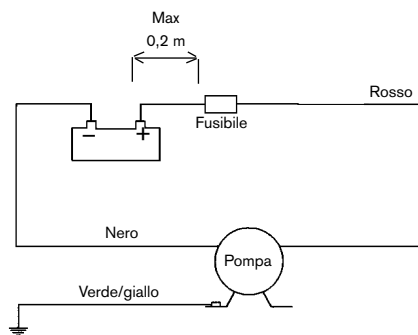 Max
0,2 m
Rosso
Fusibile
− +
Nero
Pompa
Verde/giallo